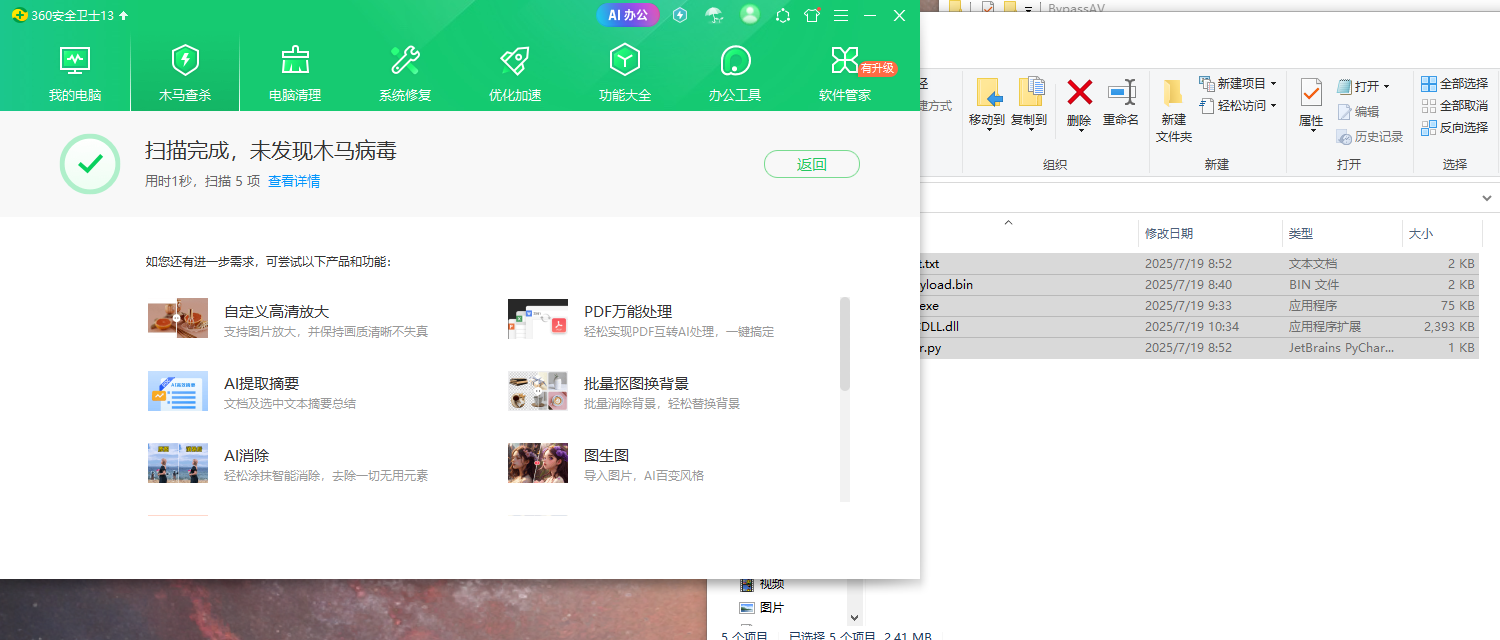 360安全卫士13
AI 办公
BypassAV
我的电脑
木马查杀
电脑清理
系统修复
优化加速
功能大全
办公工具
软件管家
有升级
扫描完成，未发现木马病毒
用时1秒，扫描 5 项 查看详情
返回
如您还有进一步需求，可尝试以下产品和功能：
自定义高清放大
支持图片放大，并保持画质清晰不失真
PDF万能处理
轻松实现PDF互转AI处理，一键搞定
AI提取摘要
文档及选中文本摘要总结
批量抠图换背景
批量消除背景，轻松替换背景
AI消除
轻松涂抹智能消除，去除一切无用元素
图生图
导入图片，AI百变风格
径
建方式
移动到
复制到
删除
重命名
组织
新建
文件夹
新建项目
轻松访问
新建
属性
打开
编辑
历史记录
打开
全部选择
全部取消
反向选择
选择
修改日期 类型 大小
t.txt 2025/7/19 8:52 文本文档 2 KB
yload.bin 2025/7/19 8:40 BIN 文件 2 KB
exe 2025/7/19 9:33 应用程序 75 KB
DLL.dll 2025/7/19 10:34 应用程序扩展 2,393 KB
r.py 2025/7/19 8:52 JetBrains PyChar... 1 KB
视频
图片
5 个项目 已选择 5 个项目 2.41 MB